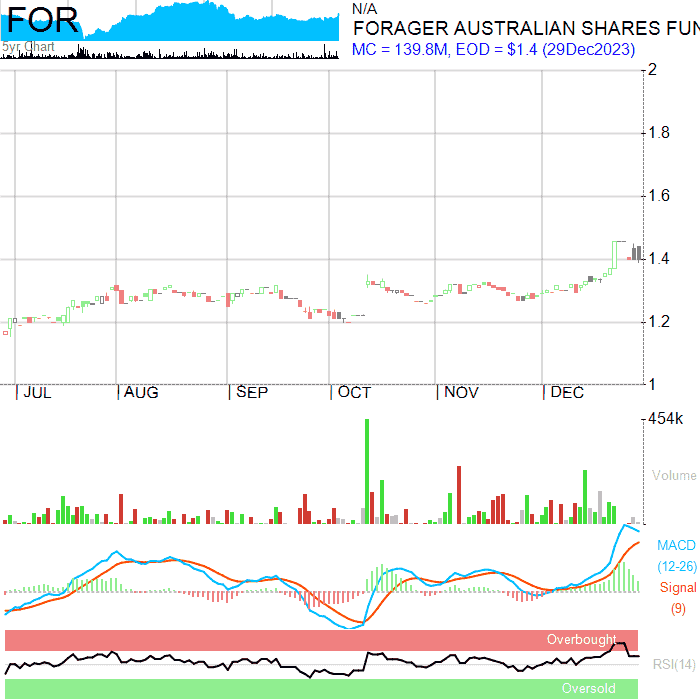 FOR
5yr Chart
N/A
FORAGER AUSTRALIAN SHARES FUN
MC = 139.8M, EOD = $1.4 (29Dec2023)
2
1.8
1.6
1.4
1.2
1
JUL AUG SEP OCT NOV DEC
454k
Volume
MACD
(12-26)
Signal
(9)
Overbought
RSI(14)
Oversold